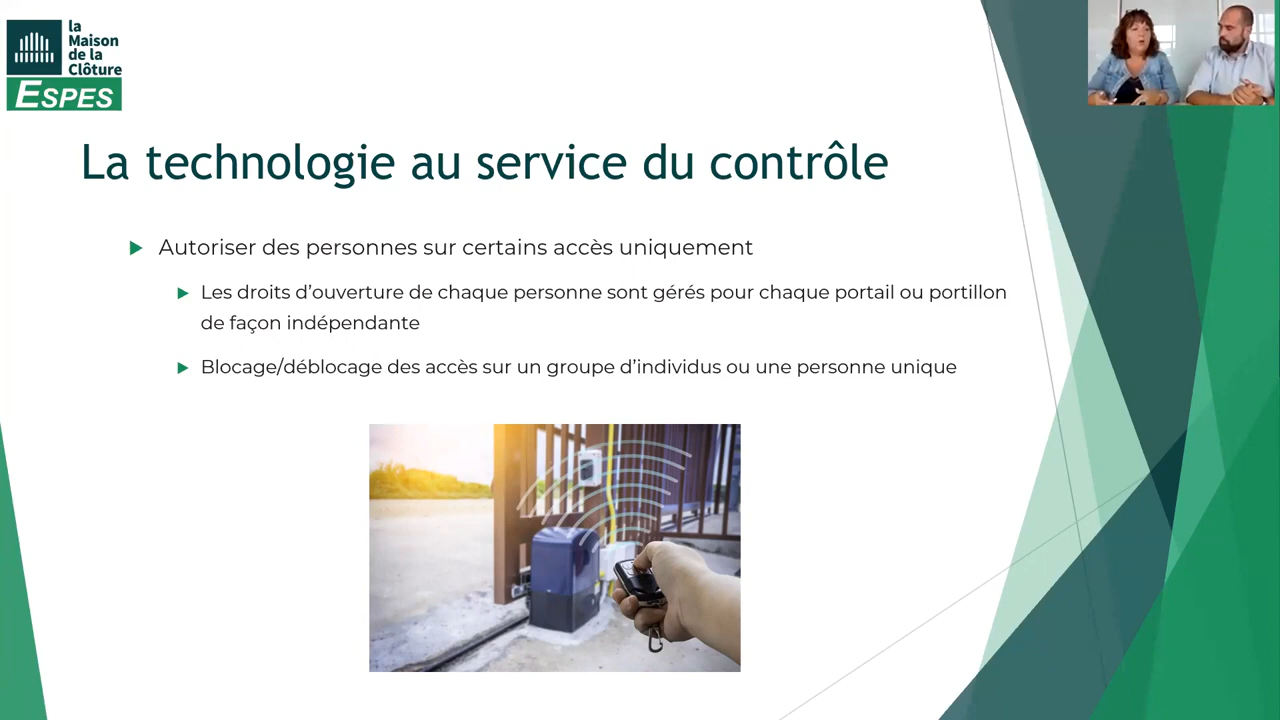 la
Maison
de la
Clôture
ESPES
La technologie au service du contrôle
Autoriser des personnes sur certains accès uniquement
Les droits d’ouverture de chaque personne sont gérés pour chaque portail ou portillon
de façon indépendante
Blocage/déblocage des accès sur un groupe d’individus ou une personne unique